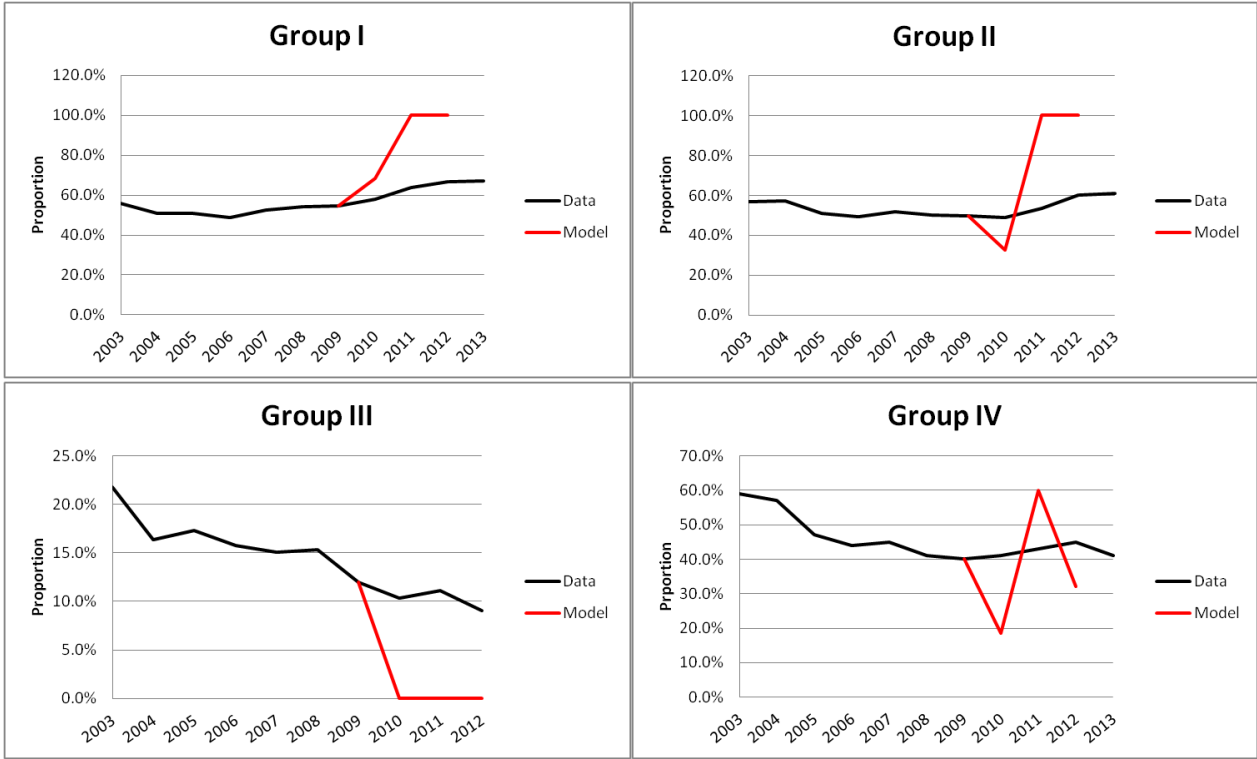 Group I
120.0%
100.0%
80.0%
60.0%
40.0%
20.0%
0.0%
Proportion
2003 2004 2005 2006 2007 2008 2009 2010 2011 2012 2013
Data
Model
Group II
120.0%
100.0%
80.0%
60.0%
40.0%
20.0%
0.0%
Proportion
2003 2004 2005 2006 2007 2008 2009 2010 2011 2012 2013
Data
Model
Group III
25.0%
20.0%
15.0%
10.0%
5.0%
0.0%
Proportion
2003 2004 2005 2006 2007 2008 2009 2010 2011 2012
Data
Model
Group IV
70.0%
60.0%
50.0%
40.0%
30.0%
20.0%
10.0%
0.0%
Prportion
2003 2004 2005 2006 2007 2008 2009 2010 2011 2012 2013
Data
Model